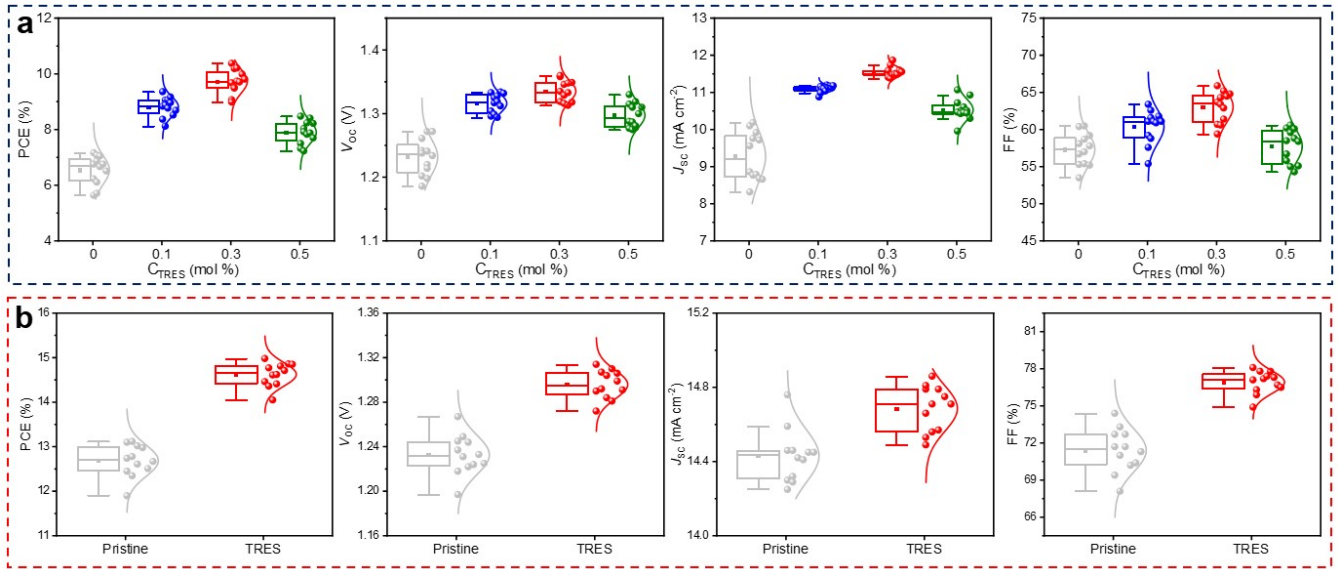 a
PCE (%)
12
10
8
6
4
0
0.1
0.3
0.5
C_TRES (mol %)
V_OC (V)
1.4
1.3
1.2
1.1
0
0.1
0.3
0.5
C_TRES (mol %)
J_SC (mA cm⁻²)
13
12
11
10
9
8
7
0
0.1
0.3
0.5
C_TRES (mol %)
FF (%)
75
70
65
60
55
50
45
0
0.1
0.3
0.5
C_TRES (mol %)
b
PCE (%)
16
15
14
13
12
11
Pristine
TRES
V_OC (V)
1.36
1.32
1.28
1.24
1.20
1.16
Pristine
TRES
J_SC (mA cm⁻²)
15.2
14.8
14.4
14.0
Pristine
TRES
FF (%)
81
78
75
72
69
66
Pristine
TRES